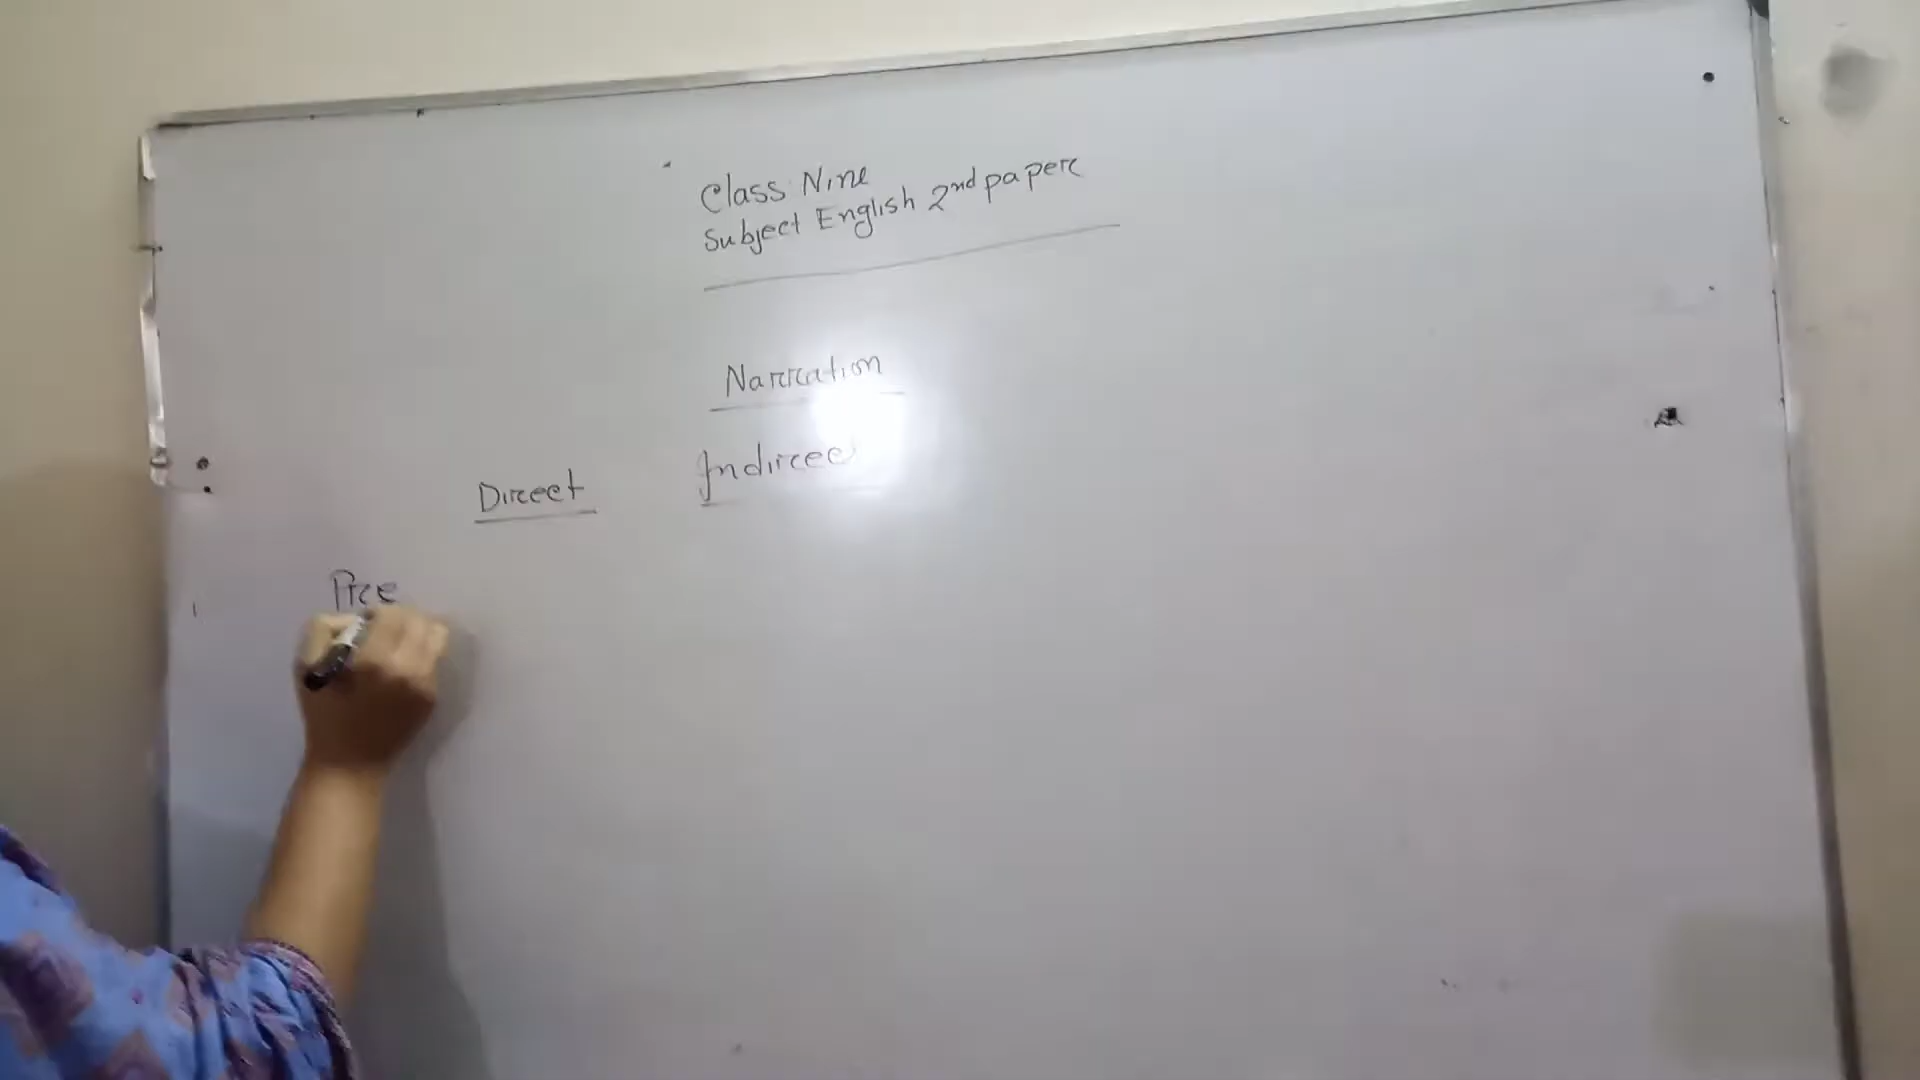 Class Nine
Subject English 2nd paper
Narration
Direct Indirect
Pre